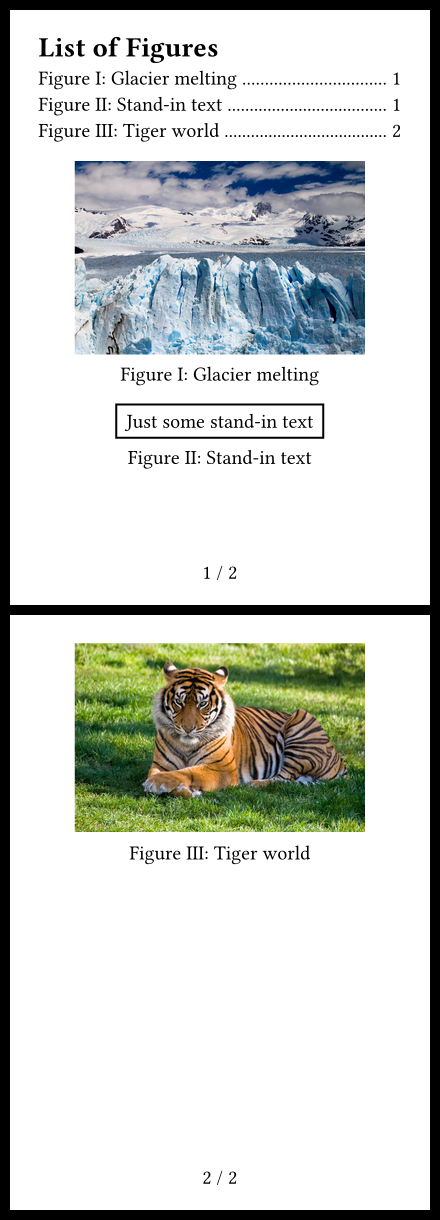 List of Figures
Figure I: Glacier melting ................................ 1
Figure II: Stand-in text ................................... 1
Figure III: Tiger world .................................... 2
Figure I: Glacier melting
Just some stand-in text
Figure II: Stand-in text
1 / 2
Figure III: Tiger world
2 / 2